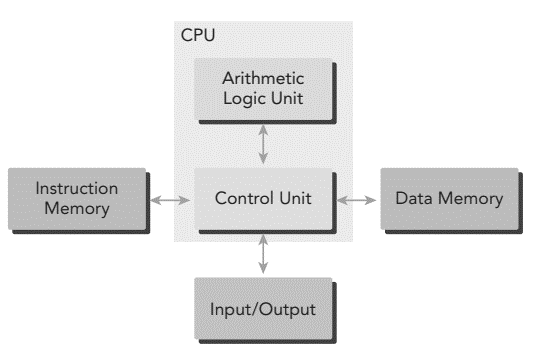 CPU
Arithmetic
Logic Unit
Instruction
Memory
Control Unit
Data Memory
Input/Output